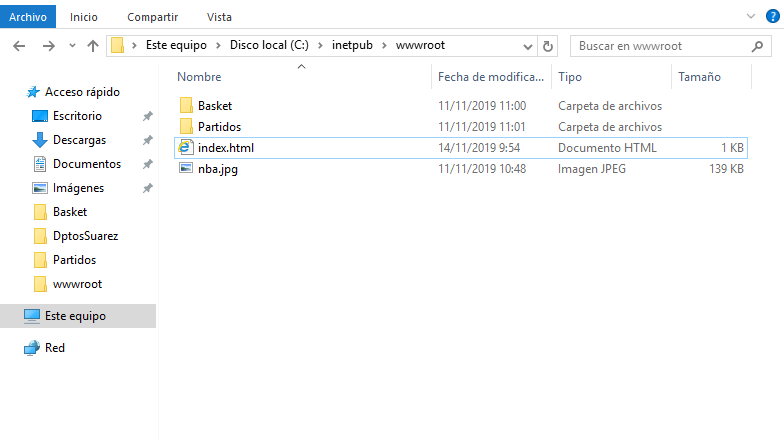 Archivo Inicio Compartir Vista
Este equipo Disco local (C:) inetpub wwwroot Buscar en wwwroot
Nombre Fecha de modifica... Tipo Tamaño
Acceso rápido
Escritorio
Descargas
Documentos
Imágenes
Basket
DptosSuarez
Partidos
wwwroot
Este equipo
Red
Basket 11/11/2019 11:00 Carpeta de archivos
Partidos 11/11/2019 11:01 Carpeta de archivos
index.html 14/11/2019 9:54 Documento HTML 1 KB
nba.jpg 11/11/2019 10:48 Imagen JPEG 139 KB